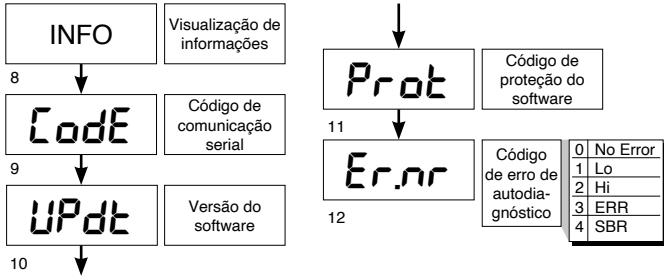 INFO
Visualização de
informações
8
CodE
Código de
comunicação
serial
9
UPdt
Versão do
software
10
Prot
Código de
proteção do
software
11
Er.nr
Código
de erro de
autodia-
gnóstico
0 No Error
1 Lo
2 Hi
3 ERR
4 SBR
12